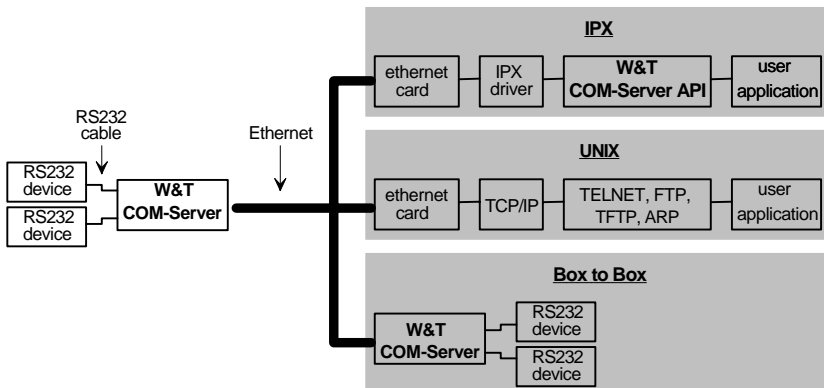 IPX
ethernet
card
IPX
driver
W&T
COM-Server API
user
application
RS232
cable
Ethernet
RS232
device
RS232
device
W&T
COM-Server
UNIX
ethernet
card
TCP/IP
TELNET, FTP,
TFTP, ARP
user
application
Box to Box
W&T
COM-Server
RS232
device
RS232
device